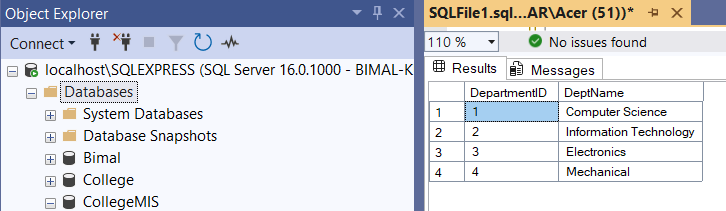 Object Explorer
Connect
localhost\SQLEXPRESS (SQL Server 16.0.1000 - BIMAL-K
Databases
System Databases
Database Snapshots
Bimal
College
CollegeMIS
SQLFile1.sql...AR\Acer (51))*
110 %
No issues found
Results
Messages
DepartmentID DeptName
1 1 Computer Science
2 2 Information Technology
3 3 Electronics
4 4 Mechanical